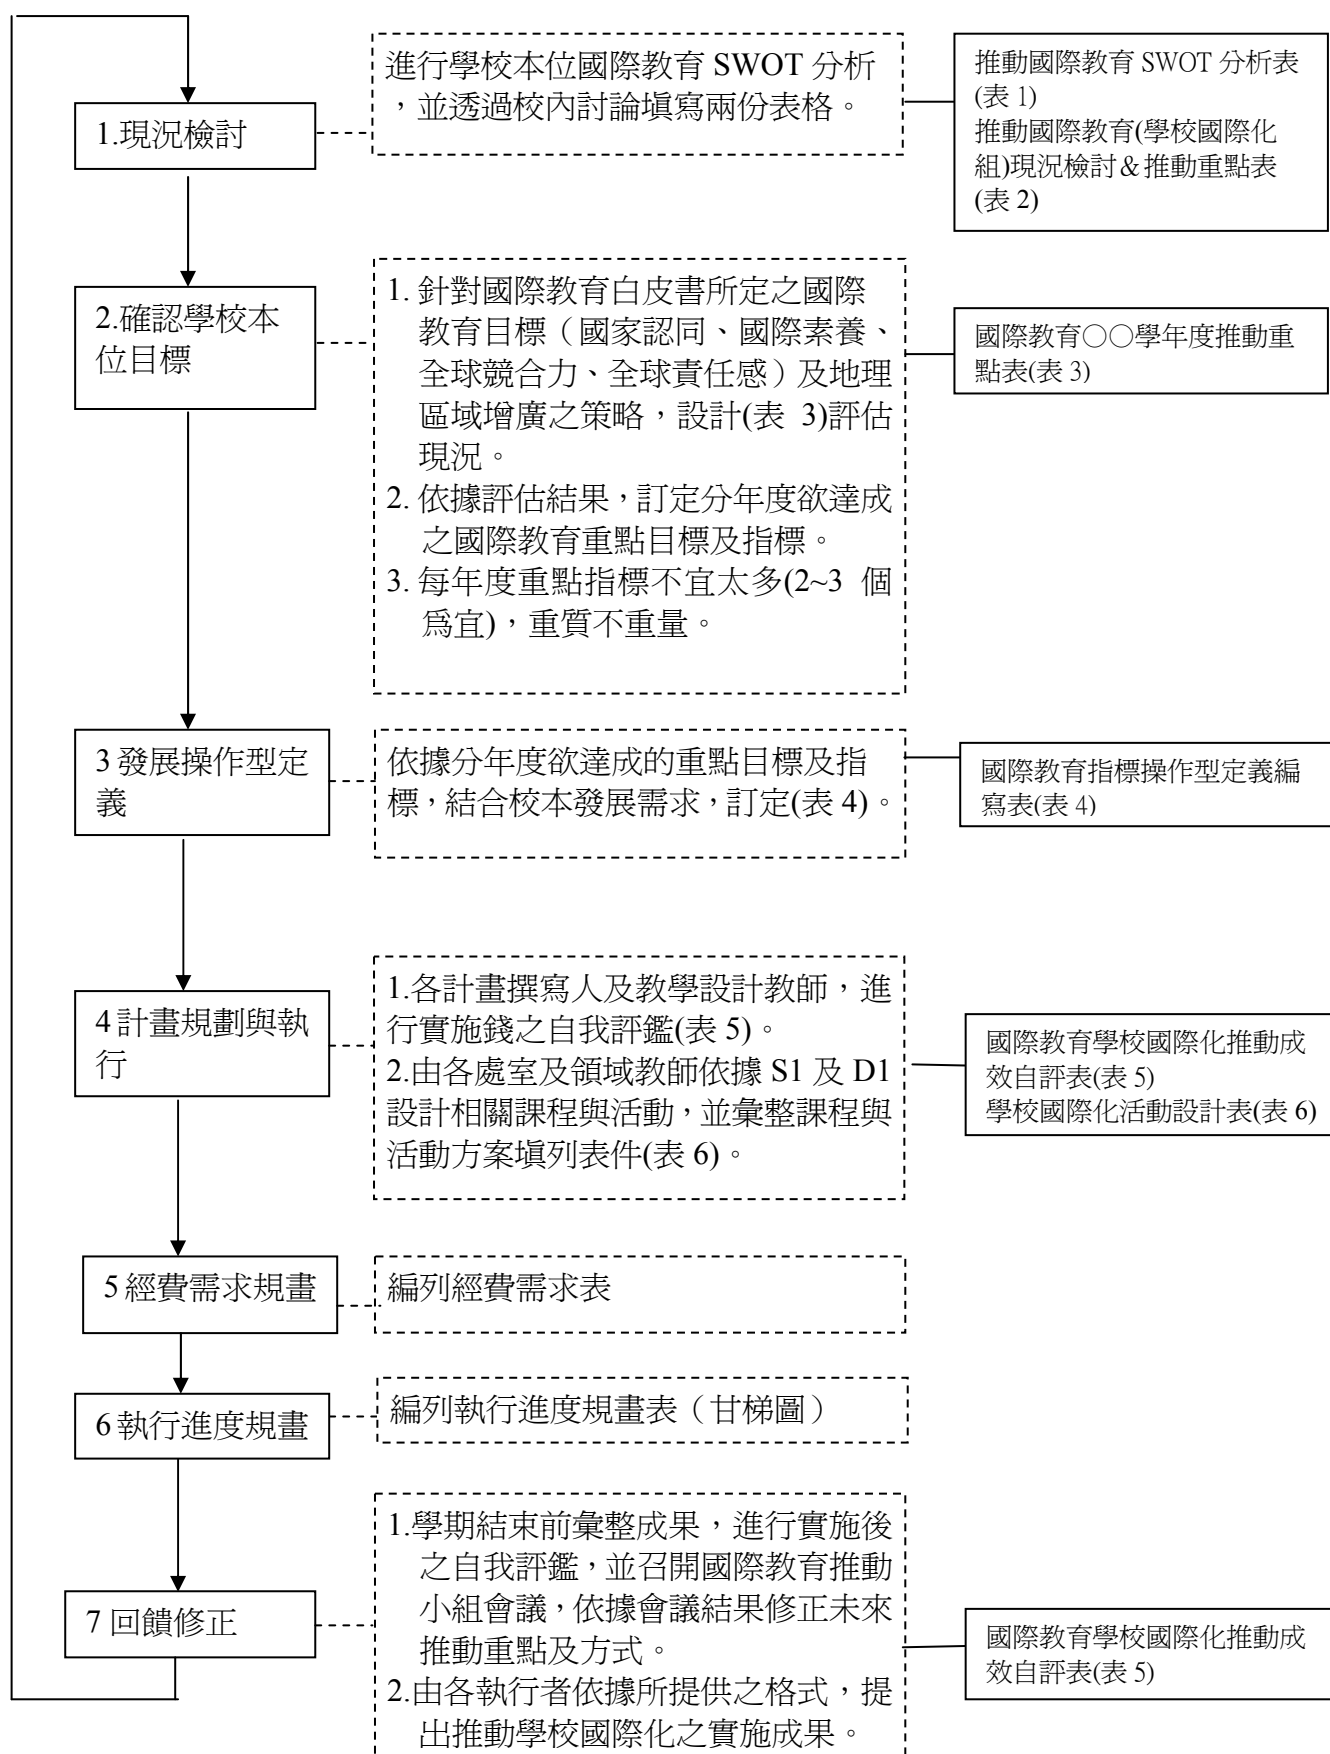 1.現況檢討
進行學校本位國際教育 SWOT 分析
，並透過校內討論填寫兩份表格。
推動國際教育 SWOT 分析表
(表 1)
推動國際教育(學校國際化
組)現況檢討＆推動重點表
(表 2)
2.確認學校本
位目標
1. 針對國際教育白皮書所定之國際
教育目標（國家認同、國際素養、
全球競合力、全球責任感）及地理
區域增廣之策略，設計(表 3)評估
現況。
2. 依據評估結果，訂定分年度欲達成
之國際教育重點目標及指標。
3. 每年度重點指標不宜太多(2~3 個
為宜)，重質不重量。
國際教育○○學年度推動重
點表(表 3)
3 發展操作型定
義
依據分年度欲達成的重點目標及指
標，結合校本發展需求，訂定(表 4)。
國際教育指標操作型定義編
寫表(表 4)
4 計畫規劃與執
行
1.各計畫撰寫人及教學設計教師，進
行實施錢之自我評鑑(表 5)。
2.由各處室及領域教師依據 S1 及 D1
設計相關課程與活動，並彙整課程與
活動方案填列表件(表 6)。
國際教育學校國際化推動成
效自評表(表 5)
學校國際化活動設計表(表 6)
5 經費需求規畫
編列經費需求表
6 執行進度規畫
編列執行進度規畫表（甘梯圖）
7 回饋修正
1.學期結束前彙整成果，進行實施後
之自我評鑑，並召開國際教育推動
小組會議，依據會議結果修正未來
推動重點及方式。
2.由各執行者依據所提供之格式，提
出推動學校國際化之實施成果。
國際教育學校國際化推動成
效自評表(表 5)